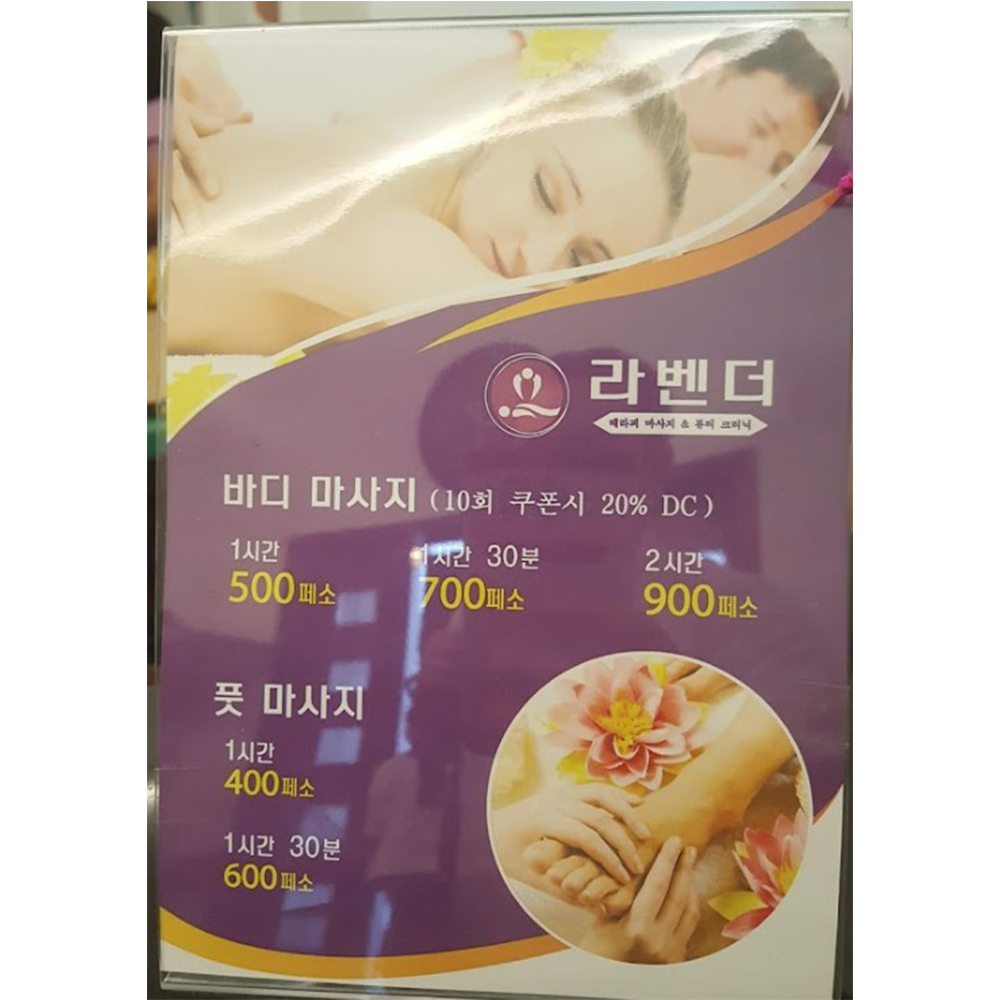 라벤더
테라피 마사지 & 뷰티 크리닉
바디 마사지 (10회 쿠폰시 20% DC)
1시간 1시간 30분 2시간
500페소 700페소 900페소
풋 마사지
1시간
400페소
1시간 30분
600페소